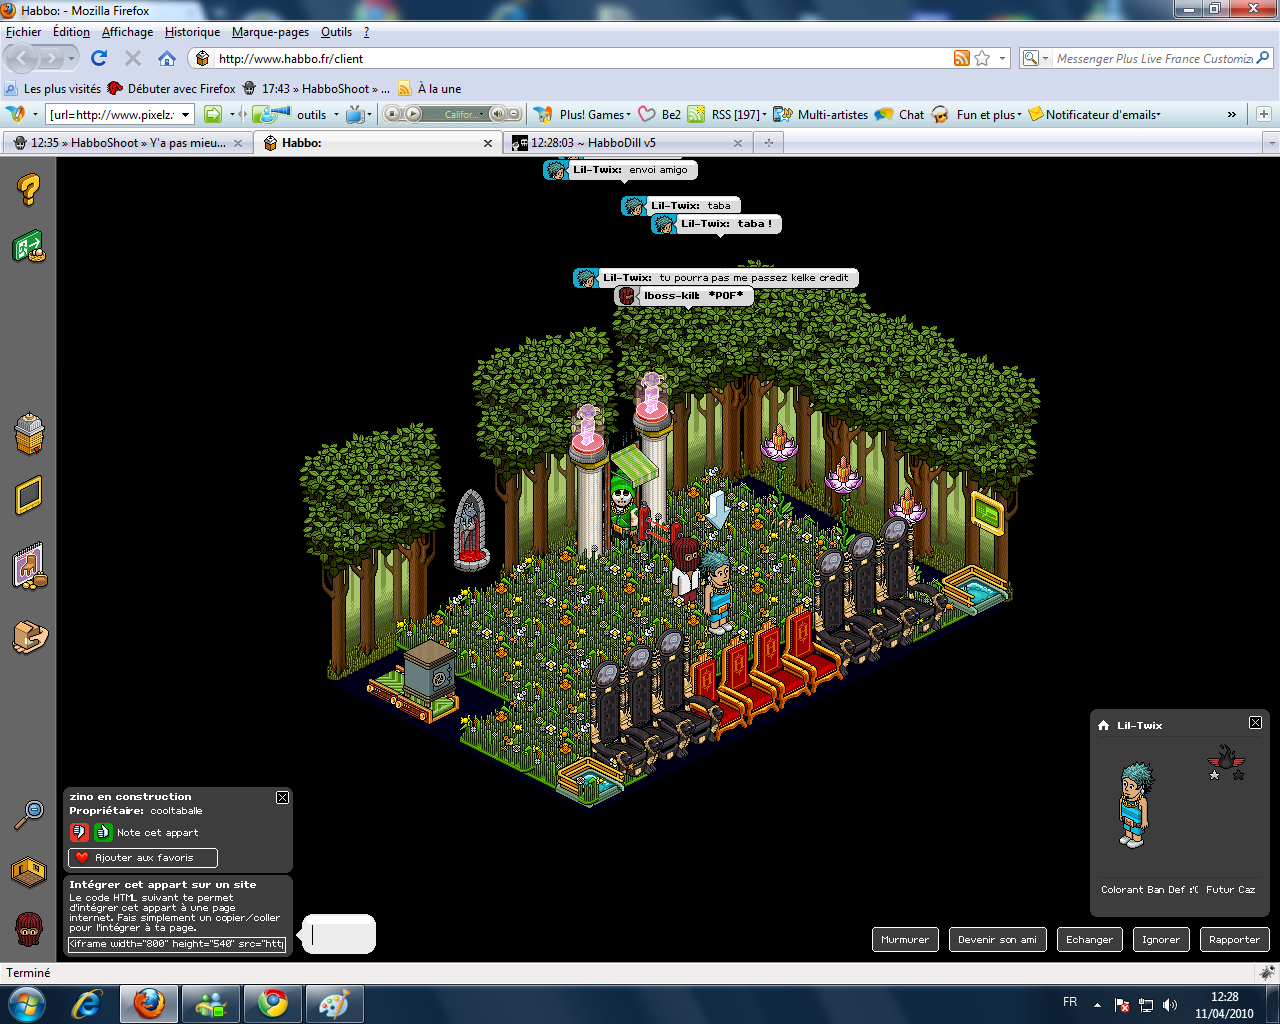 Habbo: - Mozilla Firefox
Fichier Édition Affichage Historique Marque-pages Outils ?
http://www.habbo.fr/client
Messenger Plus Live France Customiz
Les plus visités Débuter avec Firefox 17:43 » HabboShoot » ... À la une
[url=http://www.pixelz. outils Califor... Plus! Games Be2 RSS [197] Multi-artistes Chat Fun et plus Notificateur d'emails »
12:35 » HabboShoot » Y'a pas mieu... Habbo: 12:28:03 ~ HabboDill v5
Lil-Twix: envoi amigo
Lil-Twix: taba
Lil-Twix: taba !
Lil-Twix: tu pourra pas me passez kelke credit
lboss-kill: *POF*
Lil-Twix
Colorant Ban Def :'( Futur Caz
zino en construction
Propriétaire: cooltaballe
Note cet appart
Ajouter aux favoris
Intégrer cet appart sur un site
Le code HTML suivant te permet
d'intégrer cet appart à une page
internet. Fais simplement un copier/coller
pour l'intégrer à ta page.
<iframe width="800" height="540" src="htt
Murmurer Devenir son ami Echanger Ignorer Rapporter
Terminé
FR 12:28
11/04/2010